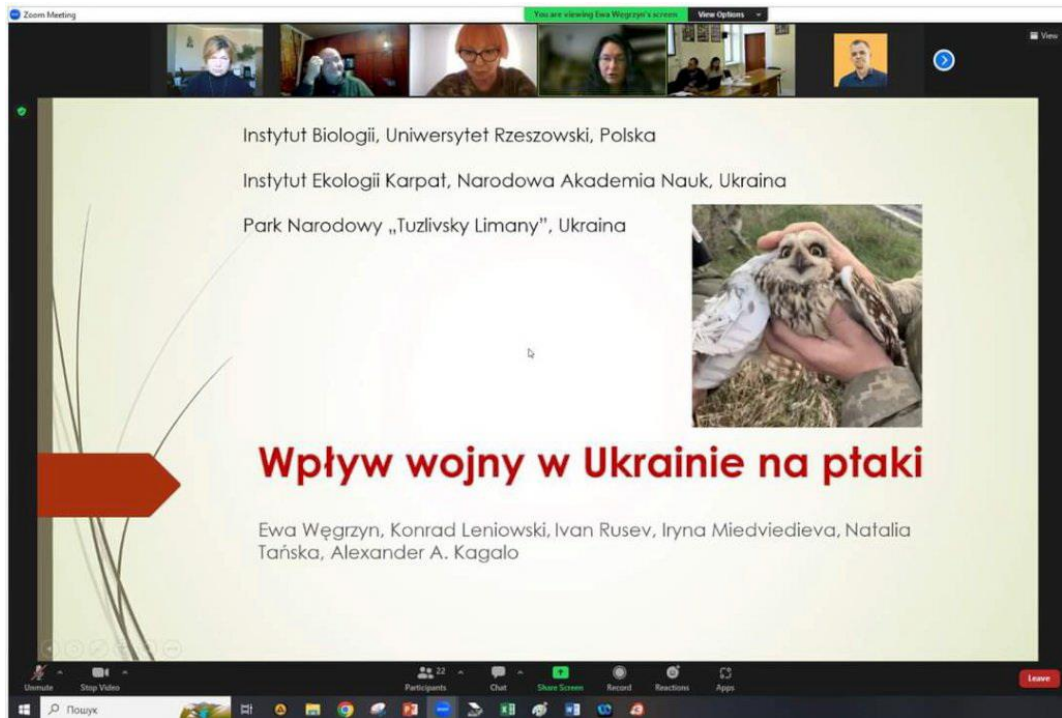 Zoom Meeting
You are viewing Ewa Węgrzyn's screen
View Options
View
Instytut Biologii, Uniwersytet Rzeszowski, Polska
Instytut Ekologii Karpat, Narodowa Akademia Nauk, Ukraina
Park Narodowy „Tuzlivsky Limany", Ukraina
Wpływ wojny w Ukrainie na ptaki
Ewa Węgrzyn, Konrad Leniowski, Ivan Rusev, Iryna Miedviedieva, Natalia
Tańska, Alexander A. Kagalo
Unmute
Stop Video
22
Participants
Chat
Share Screen
Record
Reactions
Apps
Leave
Пошук